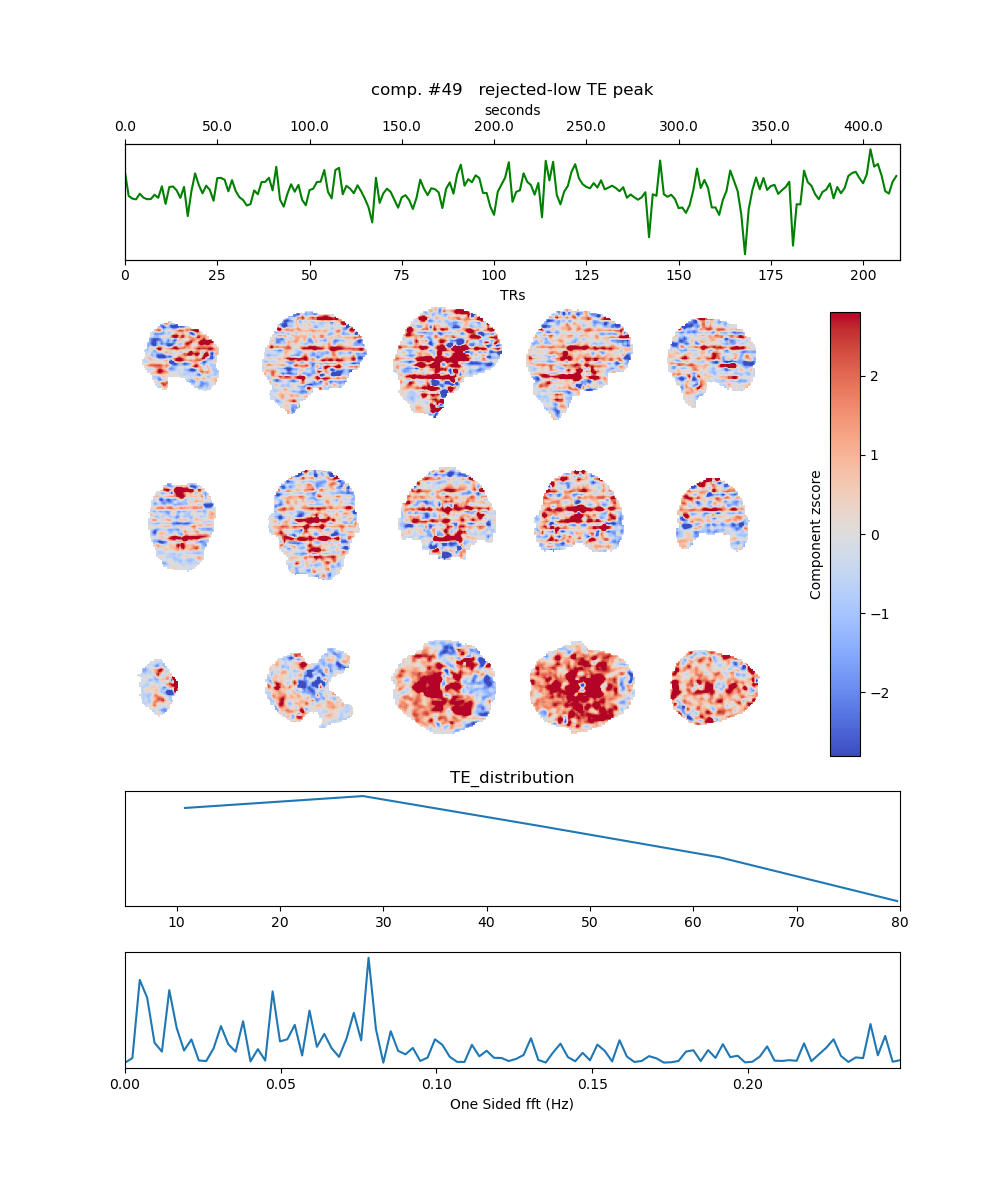 comp. #49   rejected-low TE peak
seconds
0.0 50.0 100.0 150.0 200.0 250.0 300.0 350.0 400.0
0 25 50 75 100 125 150 175 200
TRs
2
1
0
−1
−2
Component zscore
TE_distribution
10 20 30 40 50 60 70 80
0.00 0.05 0.10 0.15 0.20
One Sided fft (Hz)